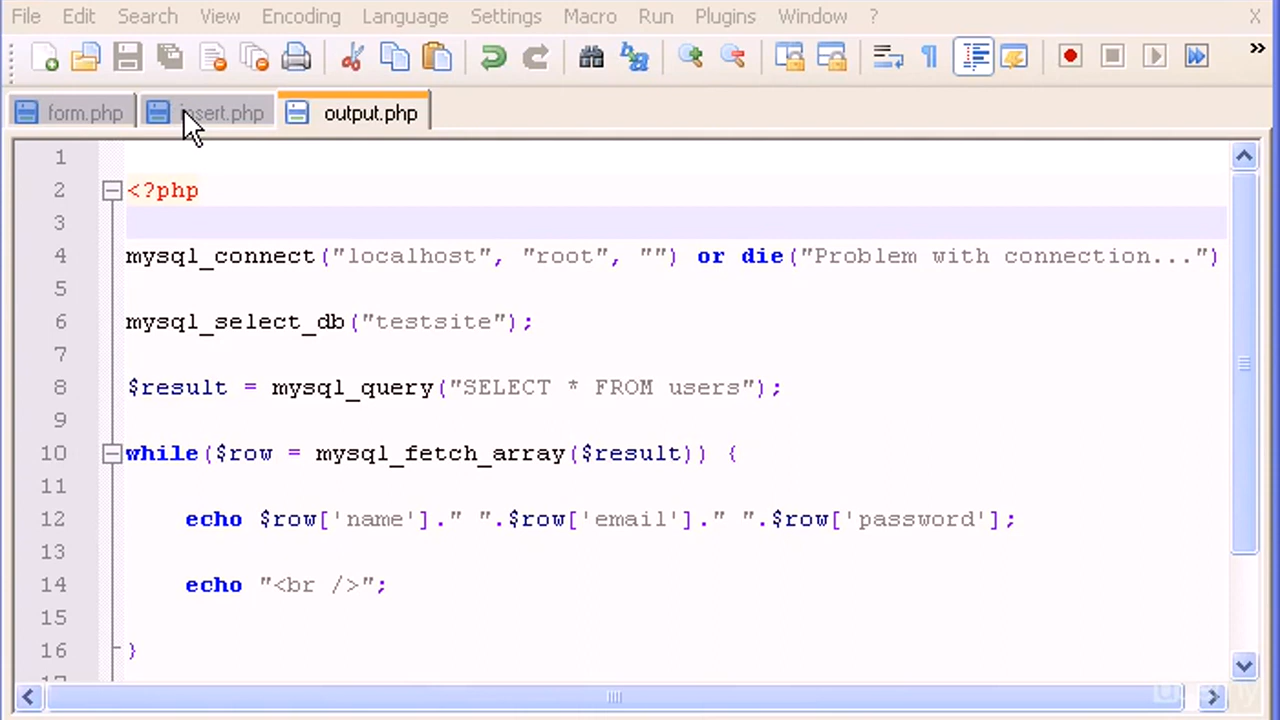 File Edit Search View Encoding Language Settings Macro Run Plugins Window ? X
form.php insert.php output.php
1
2 <?php
3
4 mysql_connect("localhost", "root", "") or die("Problem with connection...")
5
6 mysql_select_db("testsite");
7
8 $result = mysql_query("SELECT * FROM users");
9
10 while($row = mysql_fetch_array($result)) {
11
12 echo $row['name']." ".$row['email']." ".$row['password'];
13
14 echo "<br />";
15
16 }